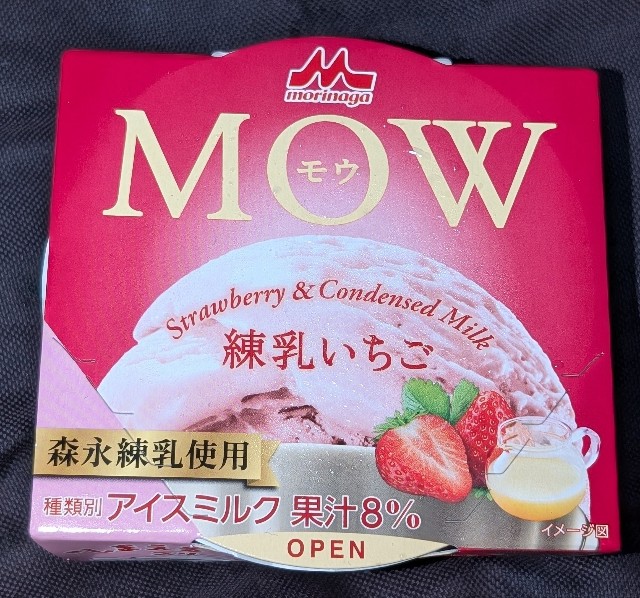 morinaga
MOW
モウ
Strawberry & Condensed Milk
練乳いちご
森永練乳使用
種類別 アイスミルク 果汁8%
イメージ図
OPEN